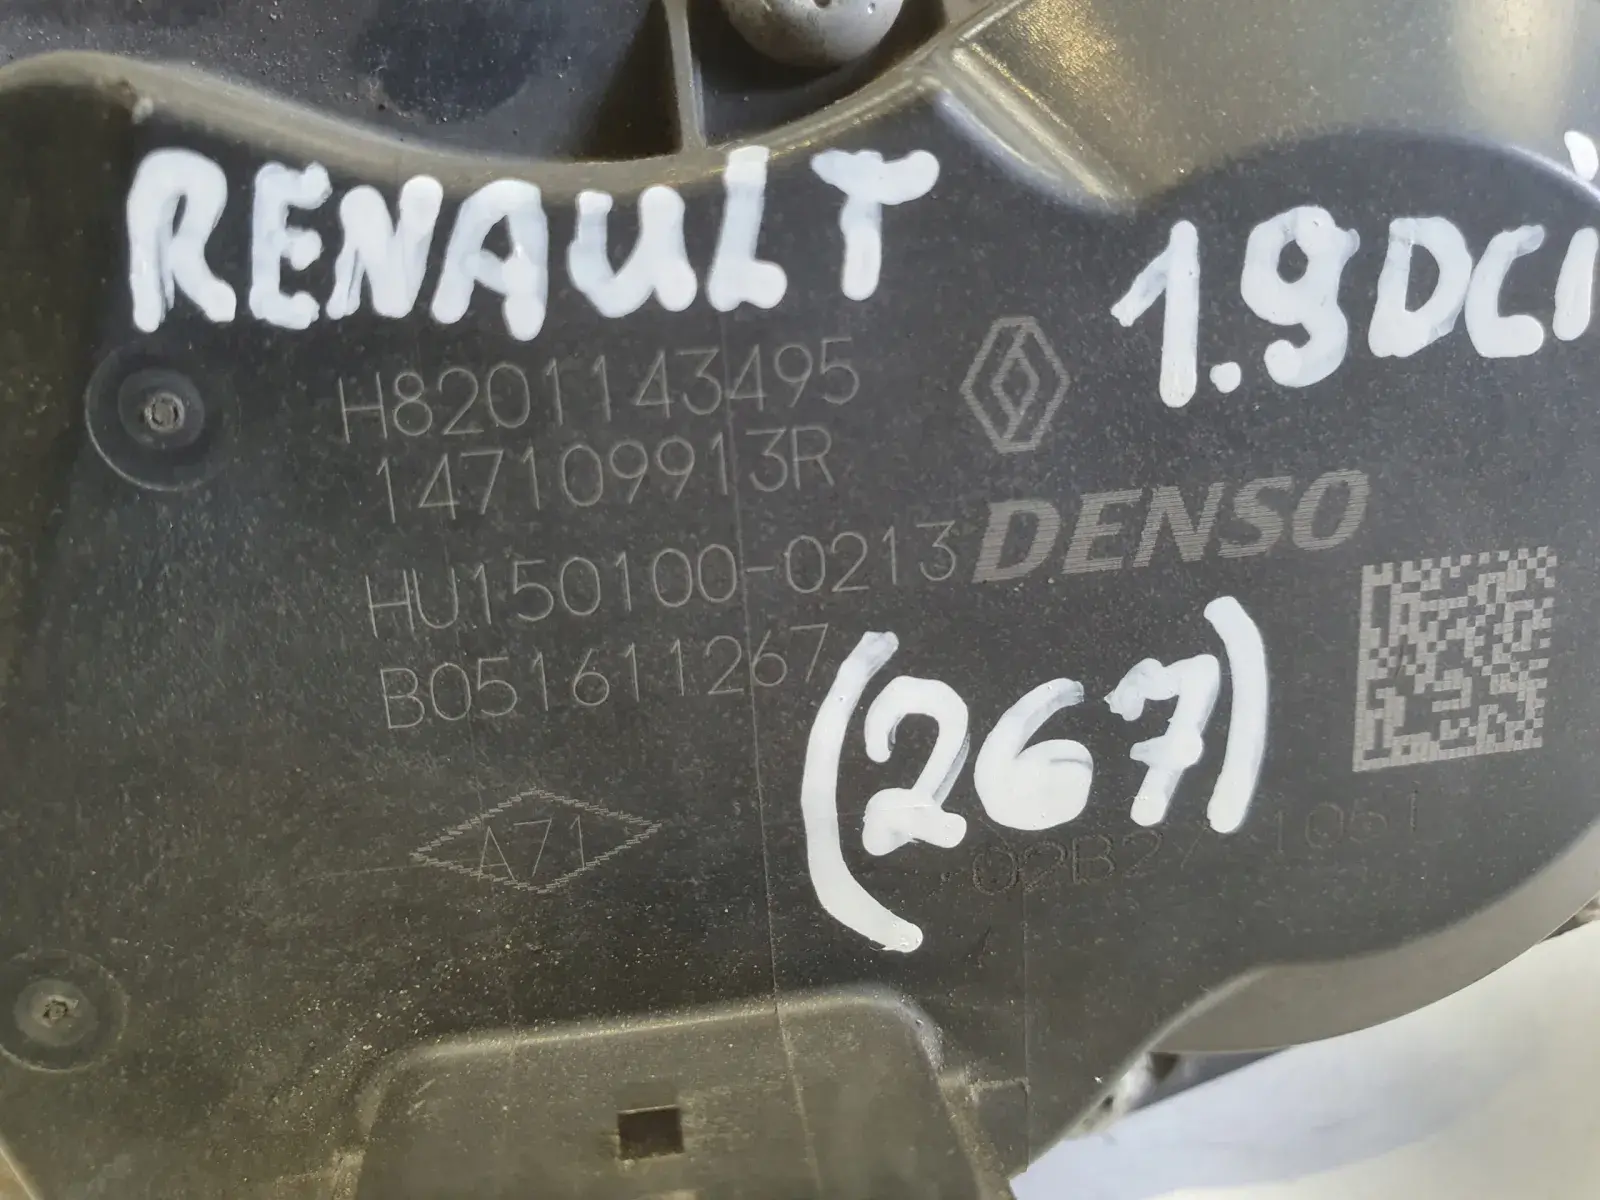 RENAULT 1.9DCi
H8201143495
147109913R
HU150100-0213 DENSO
B051611267
(267)
A71